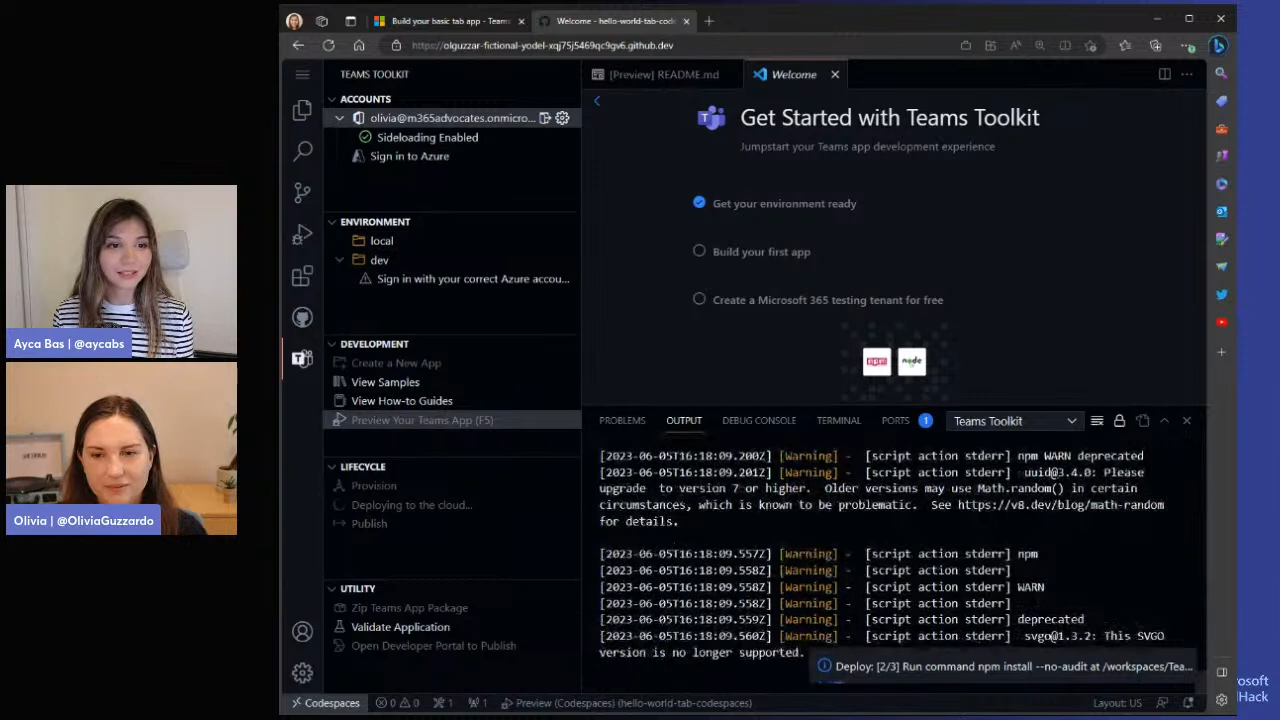 Build your basic tab app - Teams
Welcome - hello-world-tab-code
https://olguzzar-fictional-yodel-xqj75j5469qc9gv6.github.dev
TEAMS TOOLKIT
ACCOUNTS
olivia@m365advocates.onmicro...
Sideloading Enabled
Sign in to Azure
ENVIRONMENT
local
dev
Sign in with your correct Azure accou...
DEVELOPMENT
Create a New App
View Samples
View How-to Guides
Preview Your Teams App (F5)
LIFECYCLE
Provision
Deploying to the cloud...
Publish
UTILITY
Zip Teams App Package
Validate Application
Open Developer Portal to Publish
[Preview] README.md
Welcome
Get Started with Teams Toolkit
Jumpstart your Teams app development experience
Get your environment ready
Build your first app
Create a Microsoft 365 testing tenant for free
npm
node
PROBLEMS OUTPUT DEBUG CONSOLE TERMINAL PORTS 1 Teams Toolkit
[2023-06-05T16:18:09.200Z] [Warning] - [script action stderr] npm WARN deprecated
[2023-06-05T16:18:09.201Z] [Warning] - [script action stderr] uuid@3.4.0: Please
upgrade to version 7 or higher. Older versions may use Math.random() in certain
circumstances, which is known to be problematic. See https://v8.dev/blog/math-random
for details.
[2023-06-05T16:18:09.557Z] [Warning] - [script action stderr] npm
[2023-06-05T16:18:09.558Z] [Warning] - [script action stderr]
[2023-06-05T16:18:09.558Z] [Warning] - [script action stderr] WARN
[2023-06-05T16:18:09.558Z] [Warning] - [script action stderr]
[2023-06-05T16:18:09.559Z] [Warning] - [script action stderr] deprecated
[2023-06-05T16:18:09.560Z] [Warning] - [script action stderr] svgo@1.3.2: This SVGO
version is no longer supported.
Deploy: [2/3] Run command npm install --no-audit at /workspaces/Tea...
Codespaces 0 0 1 1 Preview (Codespaces) (hello-world-tab-codespaces) Layout: US
Ayca Bas | @aycabs
Olivia | @OliviaGuzzardo
rosoft
Hack